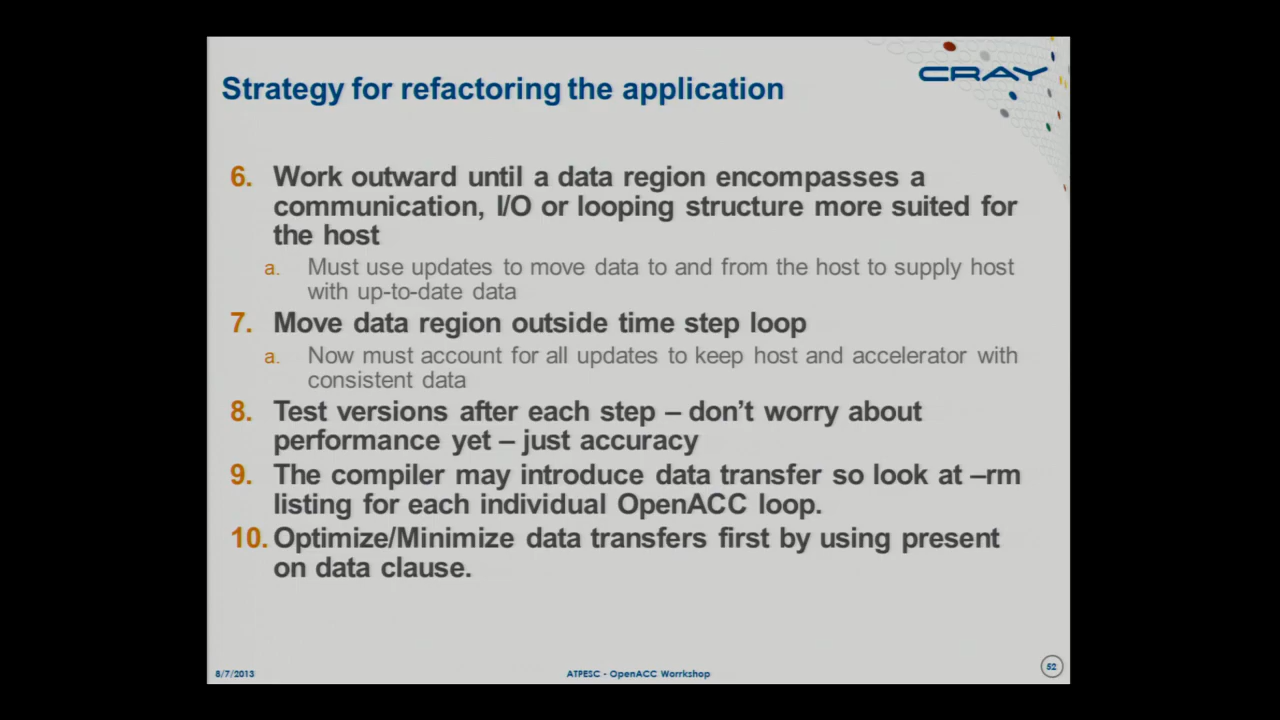 CRAY
Strategy for refactoring the application
6. Work outward until a data region encompasses a
communication, I/O or looping structure more suited for
the host
a. Must use updates to move data to and from the host to supply host
with up-to-date data
7. Move data region outside time step loop
a. Now must account for all updates to keep host and accelerator with
consistent data
8. Test versions after each step – don't worry about
performance yet – just accuracy
9. The compiler may introduce data transfer so look at –rm
listing for each individual OpenACC loop.
10. Optimize/Minimize data transfers first by using present
on data clause.
8/7/2013
ATPESC - OpenACC Worrkshop
52